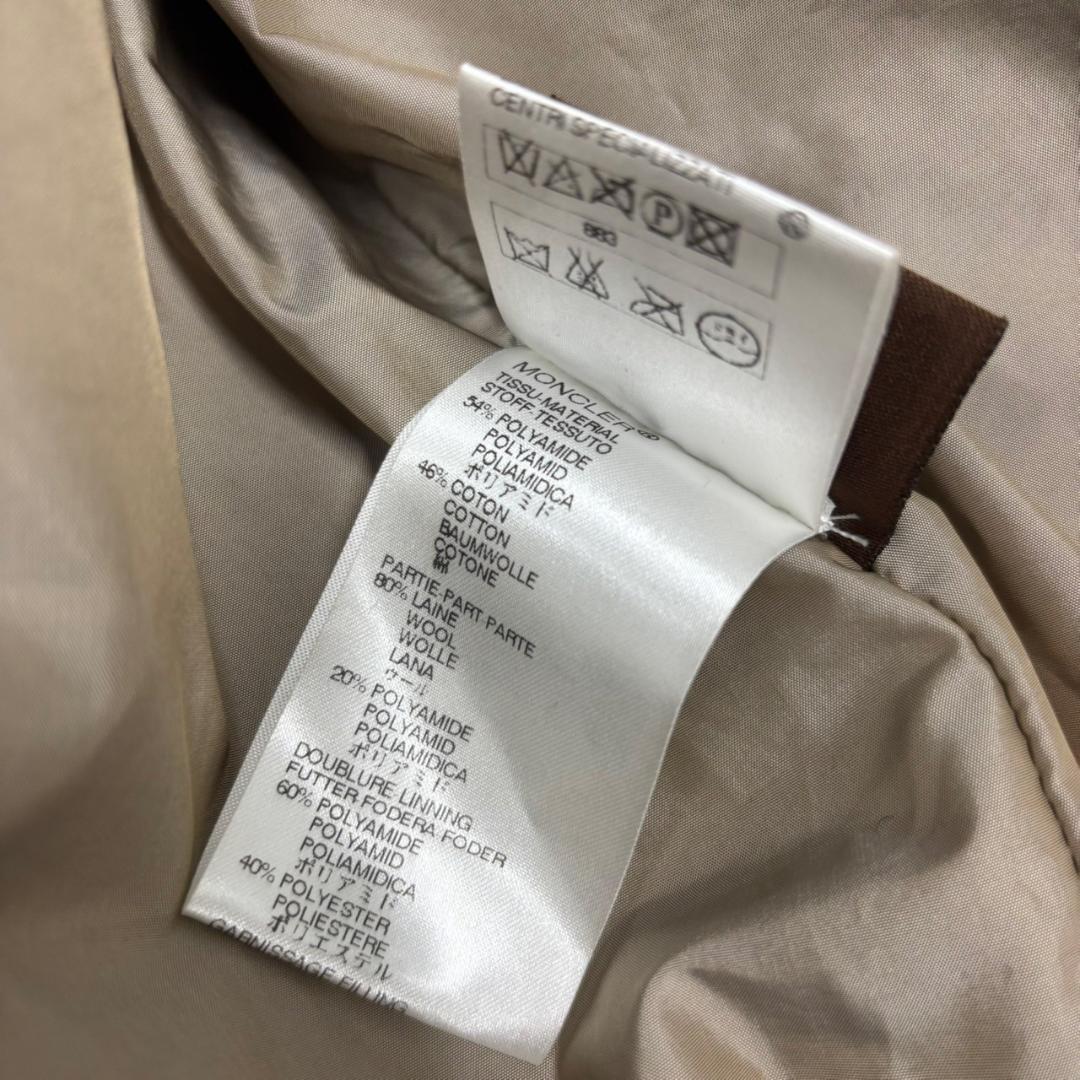 CENTRI SPECIALIZZATI
P
883
MONCLER®
TISSU-MATERIAL
STOFF-TESSUTO
54% POLYAMIDE
POLYAMID
POLIAMIDICA
ポリアミド
46% COTON
COTTON
BAUMWOLLE
COTONE
綿
PARTIE-PART PARTE
80% LAINE
WOOL
WOLLE
LANA
ウール
20% POLYAMIDE
POLYAMID
POLIAMIDICA
ポリアミド
DOUBLURE-LINNING
FUTTER-FODERA-FODER
60% POLYAMIDE
POLYAMID
POLIAMIDICA
ポリアミド
40% POLYESTER
POLIESTERE
ポリエステル
GARNISSAGE-FILLING